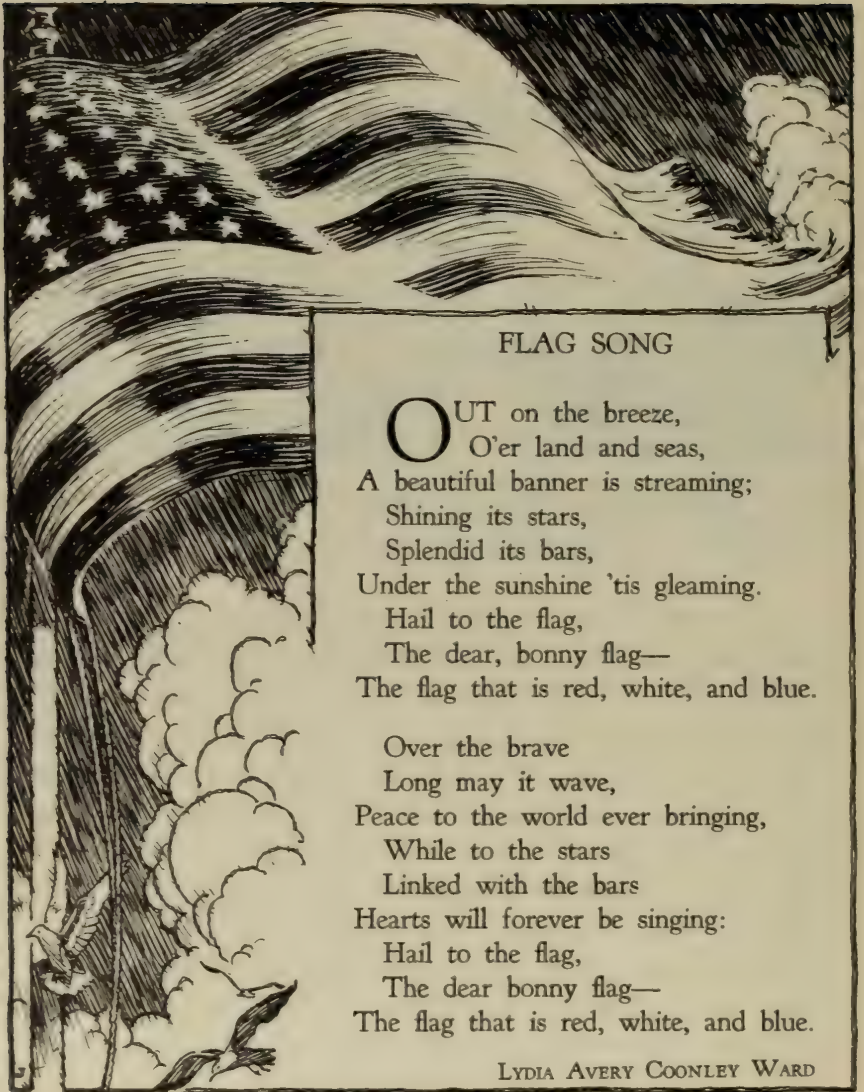 FLAG SONG
OUT on the breeze,
O'er land and seas,
A beautiful banner is streaming;
Shining its stars,
Splendid its bars,
Under the sunshine 'tis gleaming.
Hail to the flag,
The dear, bonny flag—
The flag that is red, white, and blue.
Over the brave
Long may it wave,
Peace to the world ever bringing,
While to the stars
Linked with the bars
Hearts will forever be singing:
Hail to the flag,
The dear bonny flag—
The flag that is red, white, and blue.
LYDIA AVERY COONLEY WARD